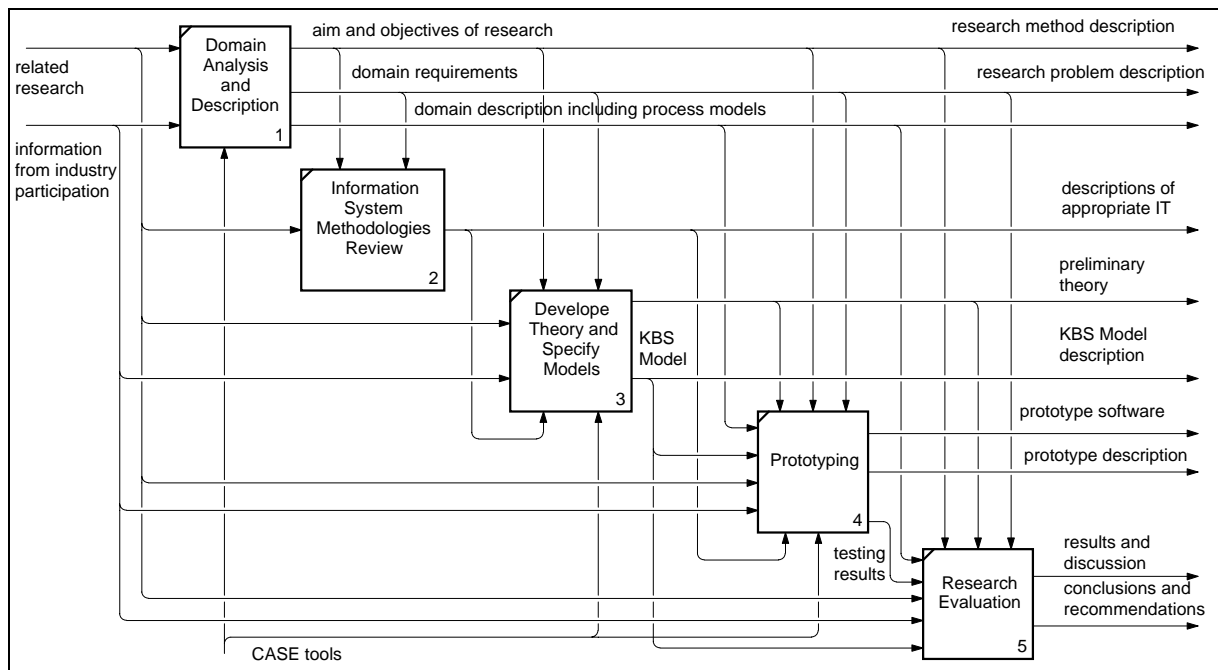 aim and objectives of research
research method description
Domain
Analysis
and
Description
1
related
research
domain requirements
research problem description
domain description including process models
information
from industry
participation
Information
System
Methodologies
Review
2
descriptions of
appropriate IT
preliminary
theory
Develope
Theory and
Specify
Models
3
KBS
Model
KBS Model
description
prototype software
Prototyping
4
prototype description
testing
results
results and
discussion
Research
Evaluation
5
conclusions and
recommendations
CASE tools